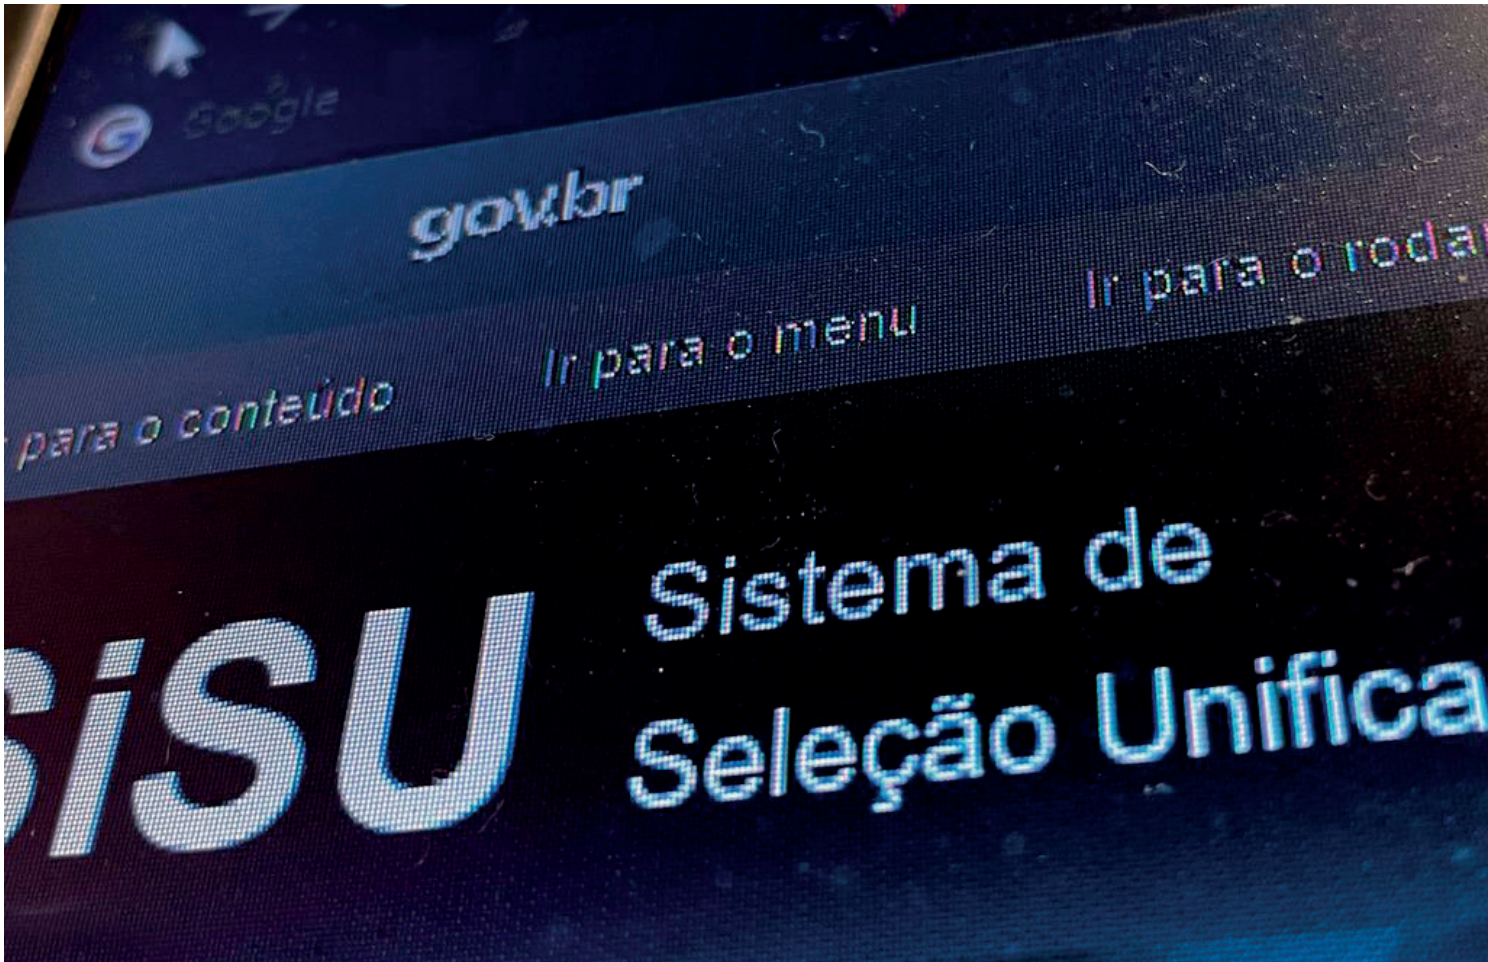 Google
gov.br
para o conteúdo
Ir para o menu
Ir para o roda
SiSU
Sistema de
Seleção Unifica